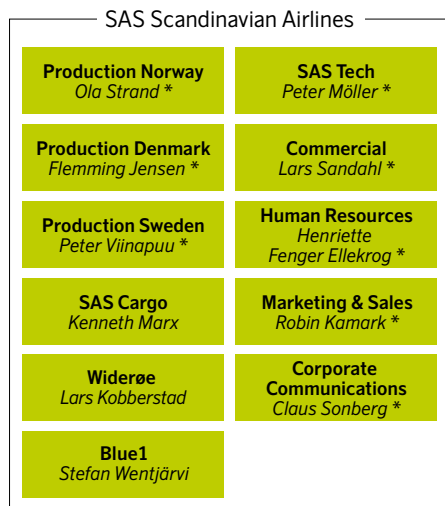 SAS Scandinavian Airlines
Production Norway
Ola Strand *
SAS Tech
Peter Möller *
Production Denmark
Flemming Jensen *
Commercial
Lars Sandahl *
Production Sweden
Peter Viinapuu *
Human Resources
Henriette
Fenger Ellekrog *
SAS Cargo
Kenneth Marx
Marketing & Sales
Robin Kamark *
Widerøe
Lars Kobberstad
Corporate
Communications
Claus Sonberg *
Blue1
Stefan Wentjärvi